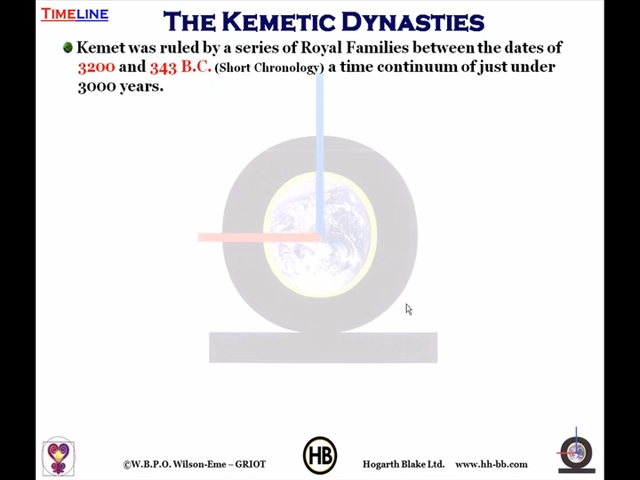 TIMELINE
THE KEMETIC DYNASTIES
Kemet was ruled by a series of Royal Families between the dates of
3200 and 343 B.C. (Short Chronology) a time continuum of just under
3000 years.
©W.B.P.O. Wilson-Eme ~ GRIOT
HB
Hogarth Blake Ltd. www.hh-bb.com